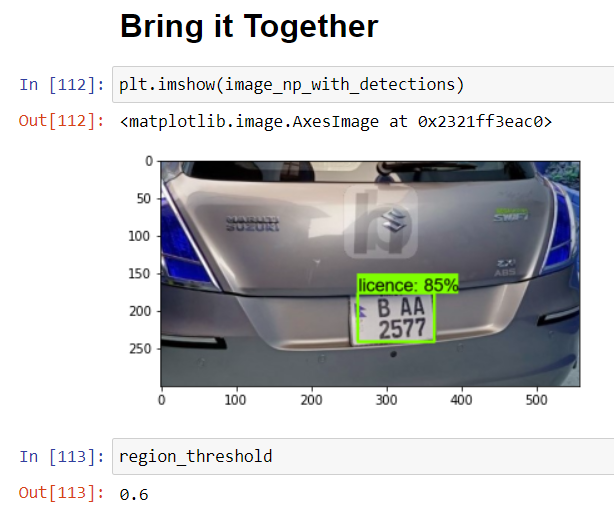 Bring it Together
In [112]: plt.imshow(image_np_with_detections)
Out[112]: <matplotlib.image.AxesImage at 0x2321ff3eac0>
0
50
100
150
200
250
MARUTI
SUZUKI
SWIFT
ABS
licence: 85%
B AA
2577
0 100 200 300 400 500
In [113]: region_threshold
Out[113]: 0.6